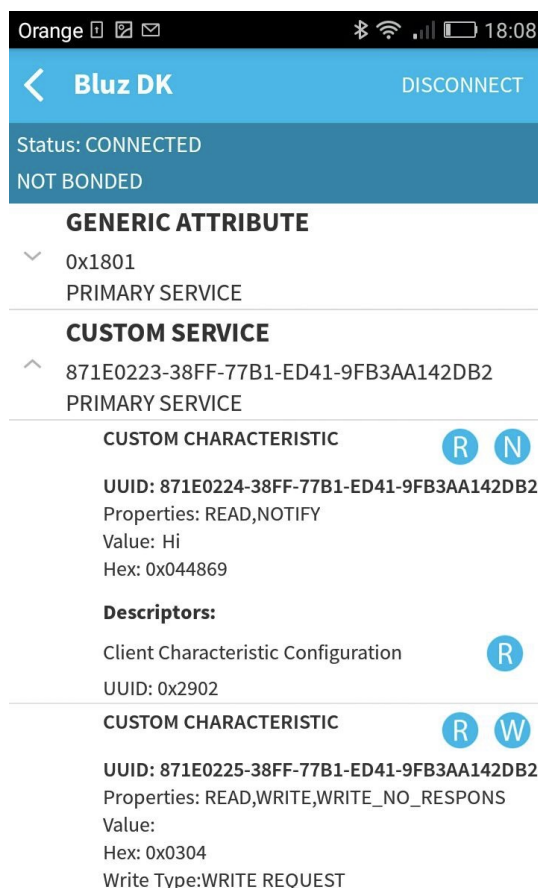 Orange 18:08
Bluz DK DISCONNECT
Status: CONNECTED
NOT BONDED
GENERIC ATTRIBUTE
0x1801
PRIMARY SERVICE
CUSTOM SERVICE
871E0223-38FF-77B1-ED41-9FB3AA142DB2
PRIMARY SERVICE
CUSTOM CHARACTERISTIC R N
UUID: 871E0224-38FF-77B1-ED41-9FB3AA142DB2
Properties: READ,NOTIFY
Value: Hi
Hex: 0x044869
Descriptors:
Client Characteristic Configuration R
UUID: 0x2902
CUSTOM CHARACTERISTIC R W
UUID: 871E0225-38FF-77B1-ED41-9FB3AA142DB2
Properties: READ,WRITE,WRITE_NO_RESPONS
Value:
Hex: 0x0304
Write Type:WRITE REQUEST